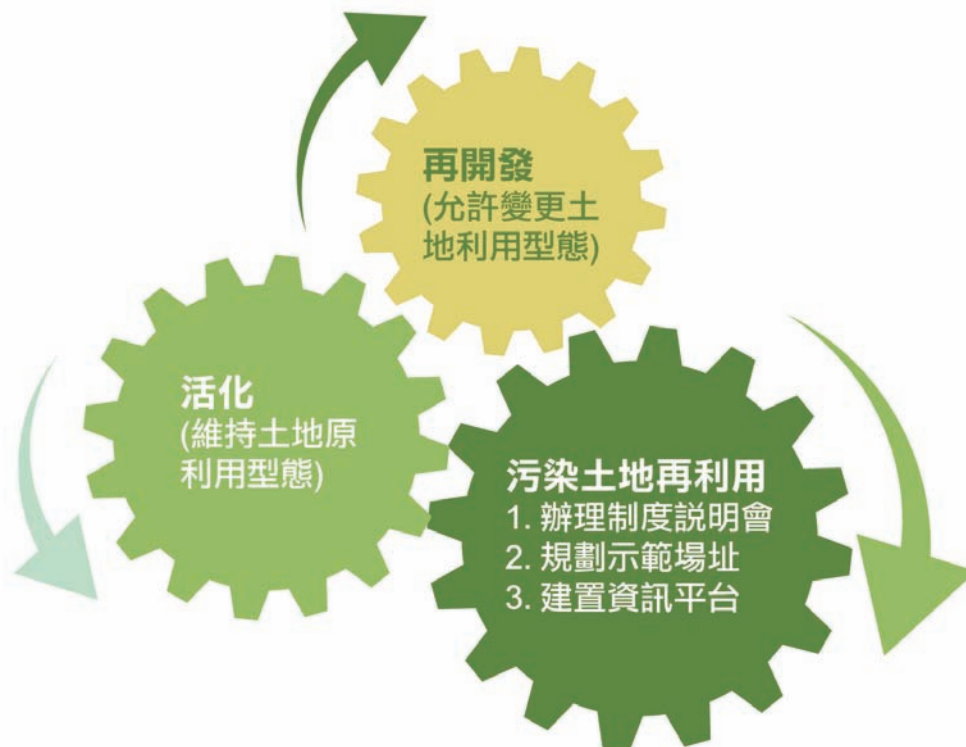 再開發
(允許變更土
地利用型態)
活化
(維持土地原
利用型態)
污染土地再利用
1. 辦理制度説明會
2. 規劃示範場址
3. 建置資訊平台